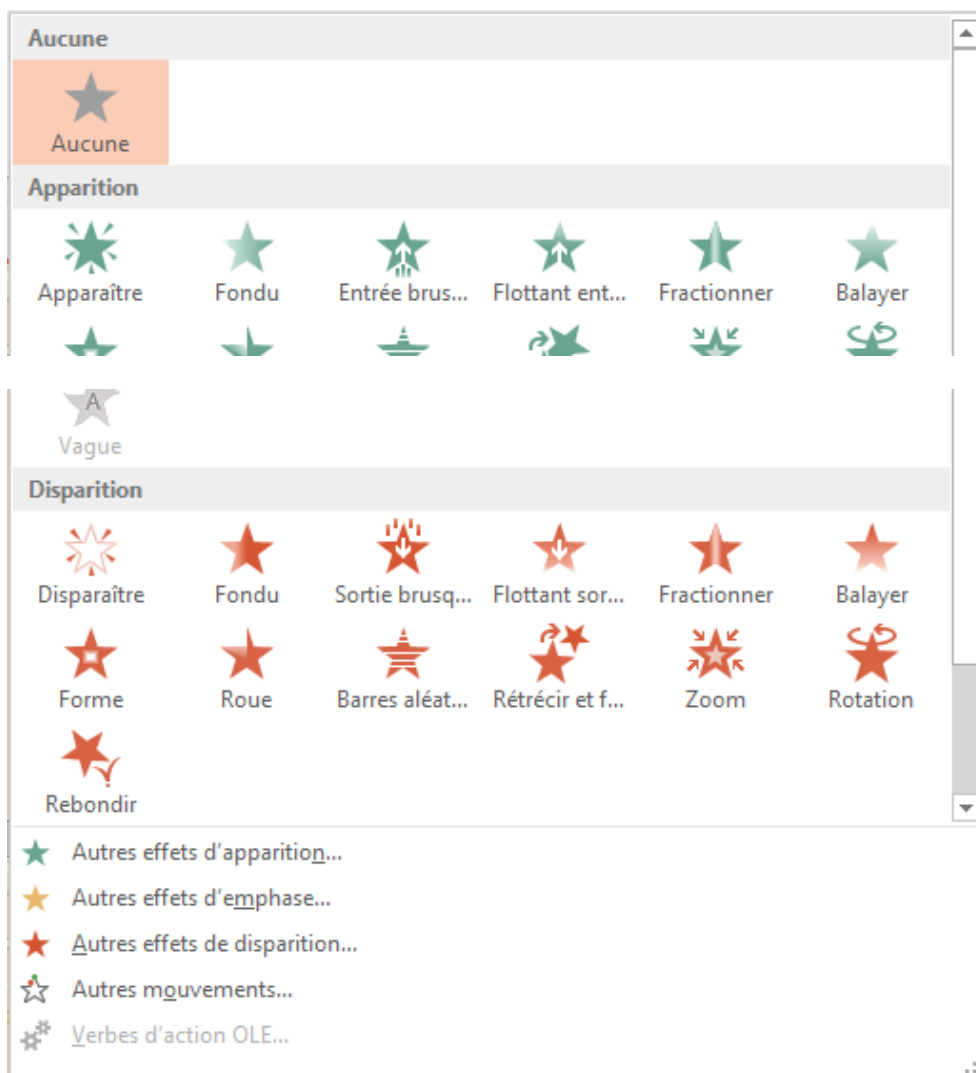 Aucune
Aucune
Apparition
Apparaître Fondu Entrée brus... Flottant ent... Fractionner Balayer
A
Vague
Disparition
Disparaître Fondu Sortie brusq... Flottant sor... Fractionner Balayer
Forme Roue Barres aléat... Rétrécir et f... Zoom Rotation
Rebondir
Autres effets d'apparition...
Autres effets d'emphase...
Autres effets de disparition...
Autres mouvements...
Verbes d'action OLE...